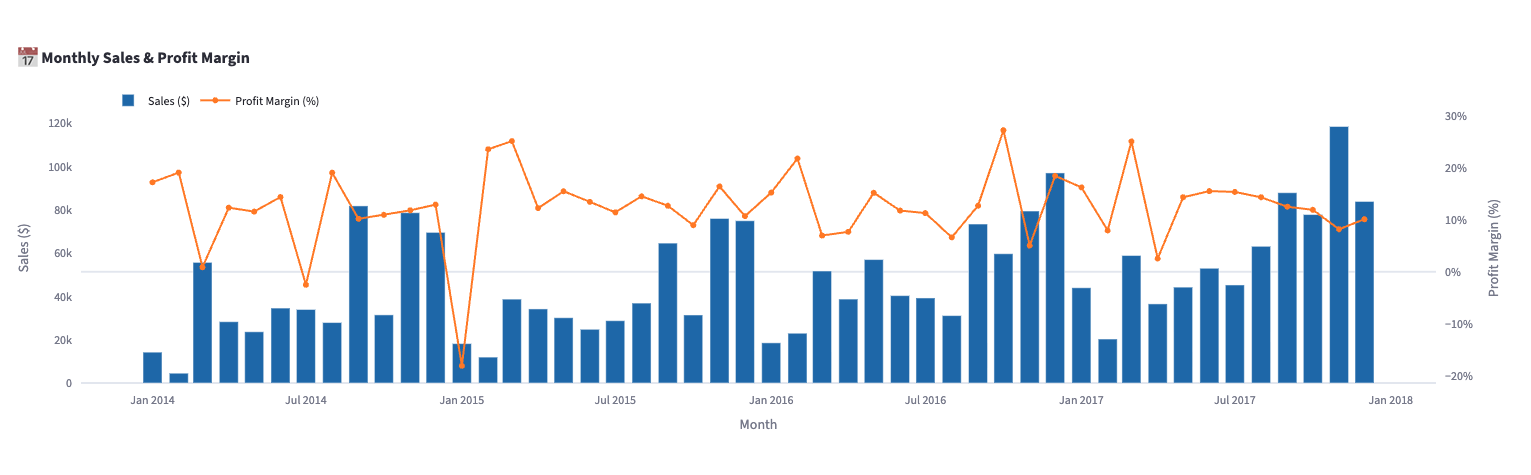 17 Monthly Sales & Profit Margin
Sales ($) Profit Margin (%)
120k
100k
80k
60k
40k
20k
0
Sales ($)
30%
20%
10%
0%
−10%
−20%
Profit Margin (%)
Jan 2014 Jul 2014 Jan 2015 Jul 2015 Jan 2016 Jul 2016 Jan 2017 Jul 2017 Jan 2018
Month